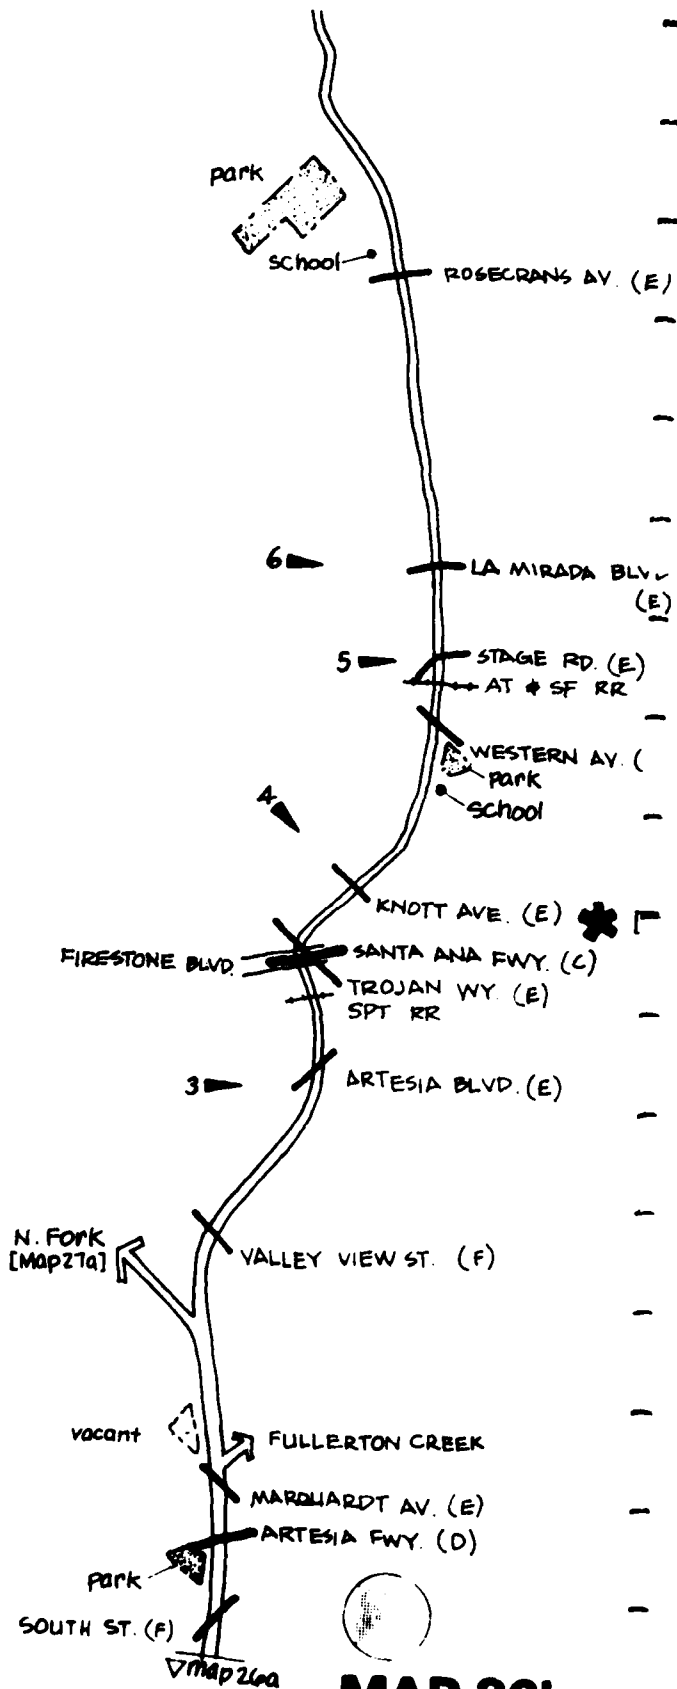 park
school
ROSECRANS AV. (E)
6
LA MIRADA
(E)
5
STAGE RD. (E)
AT & SF RR
WESTERN AV. (
park
school
4
KNOTT AVE. (E) *
FIRESTONE BLVD.
SANTA ANA FWY. (C)
TROJAN WY. (E)
SPT RR
3
ARTESIA BLVD. (E)
N. Fork
[Map27a]
VALLEY VIEW ST. (F)
vacant
FULLERTON CREEK
MARQUARDT AV. (E)
ARTESIA FWY. (D)
park
SOUTH ST. (F)
map 26a